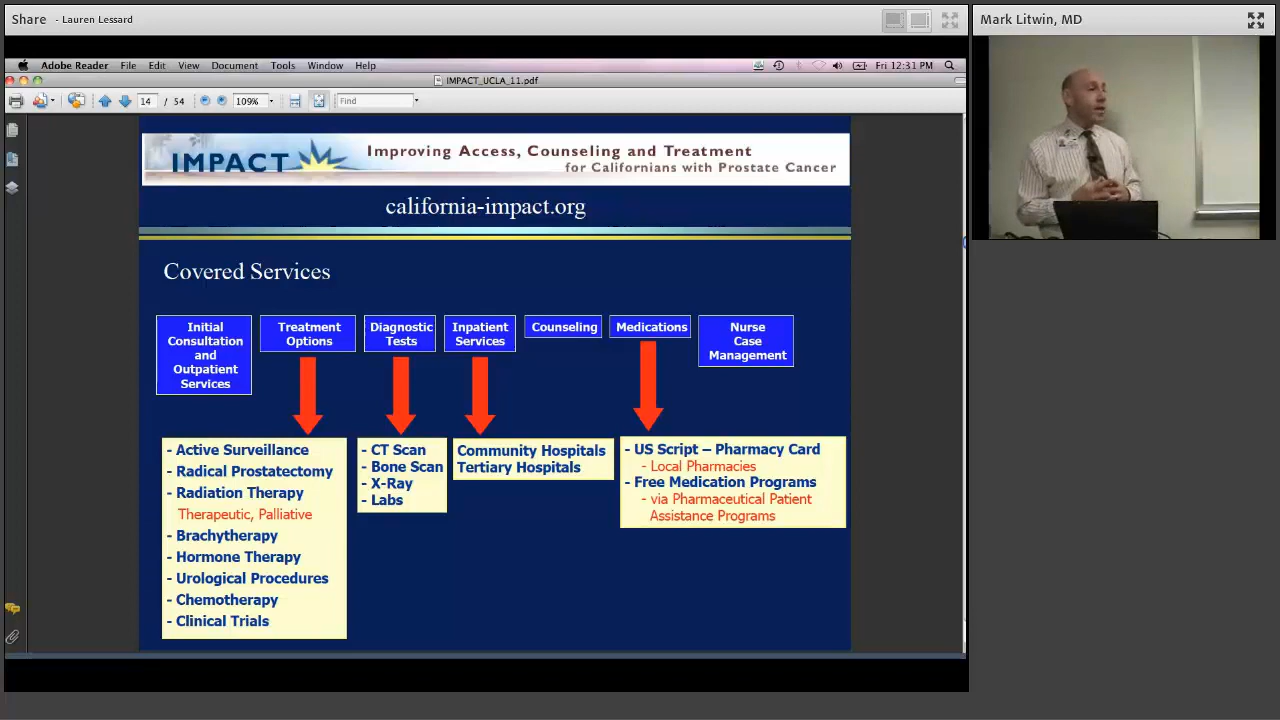 Share - Lauren Lessard
Mark Litwin, MD
Adobe Reader File Edit View Document Tools Window Help
Fri 12:31 PM
IMPACT_UCLA_11.pdf
14 / 54
109%
Find
IMPACT
Improving Access, Counseling and Treatment
for Californians with Prostate Cancer
california-impact.org
Covered Services
Initial
Consultation
and
Outpatient
Services
Treatment
Options
Diagnostic
Tests
Inpatient
Services
Counseling
Medications
Nurse
Case
Management
- Active Surveillance
- Radical Prostatectomy
- Radiation Therapy
Therapeutic, Palliative
- Brachytherapy
- Hormone Therapy
- Urological Procedures
- Chemotherapy
- Clinical Trials
- CT Scan
- Bone Scan
- X-Ray
- Labs
Community Hospitals
Tertiary Hospitals
- US Script – Pharmacy Card
- Local Pharmacies
- Free Medication Programs
- via Pharmaceutical Patient
Assistance Programs